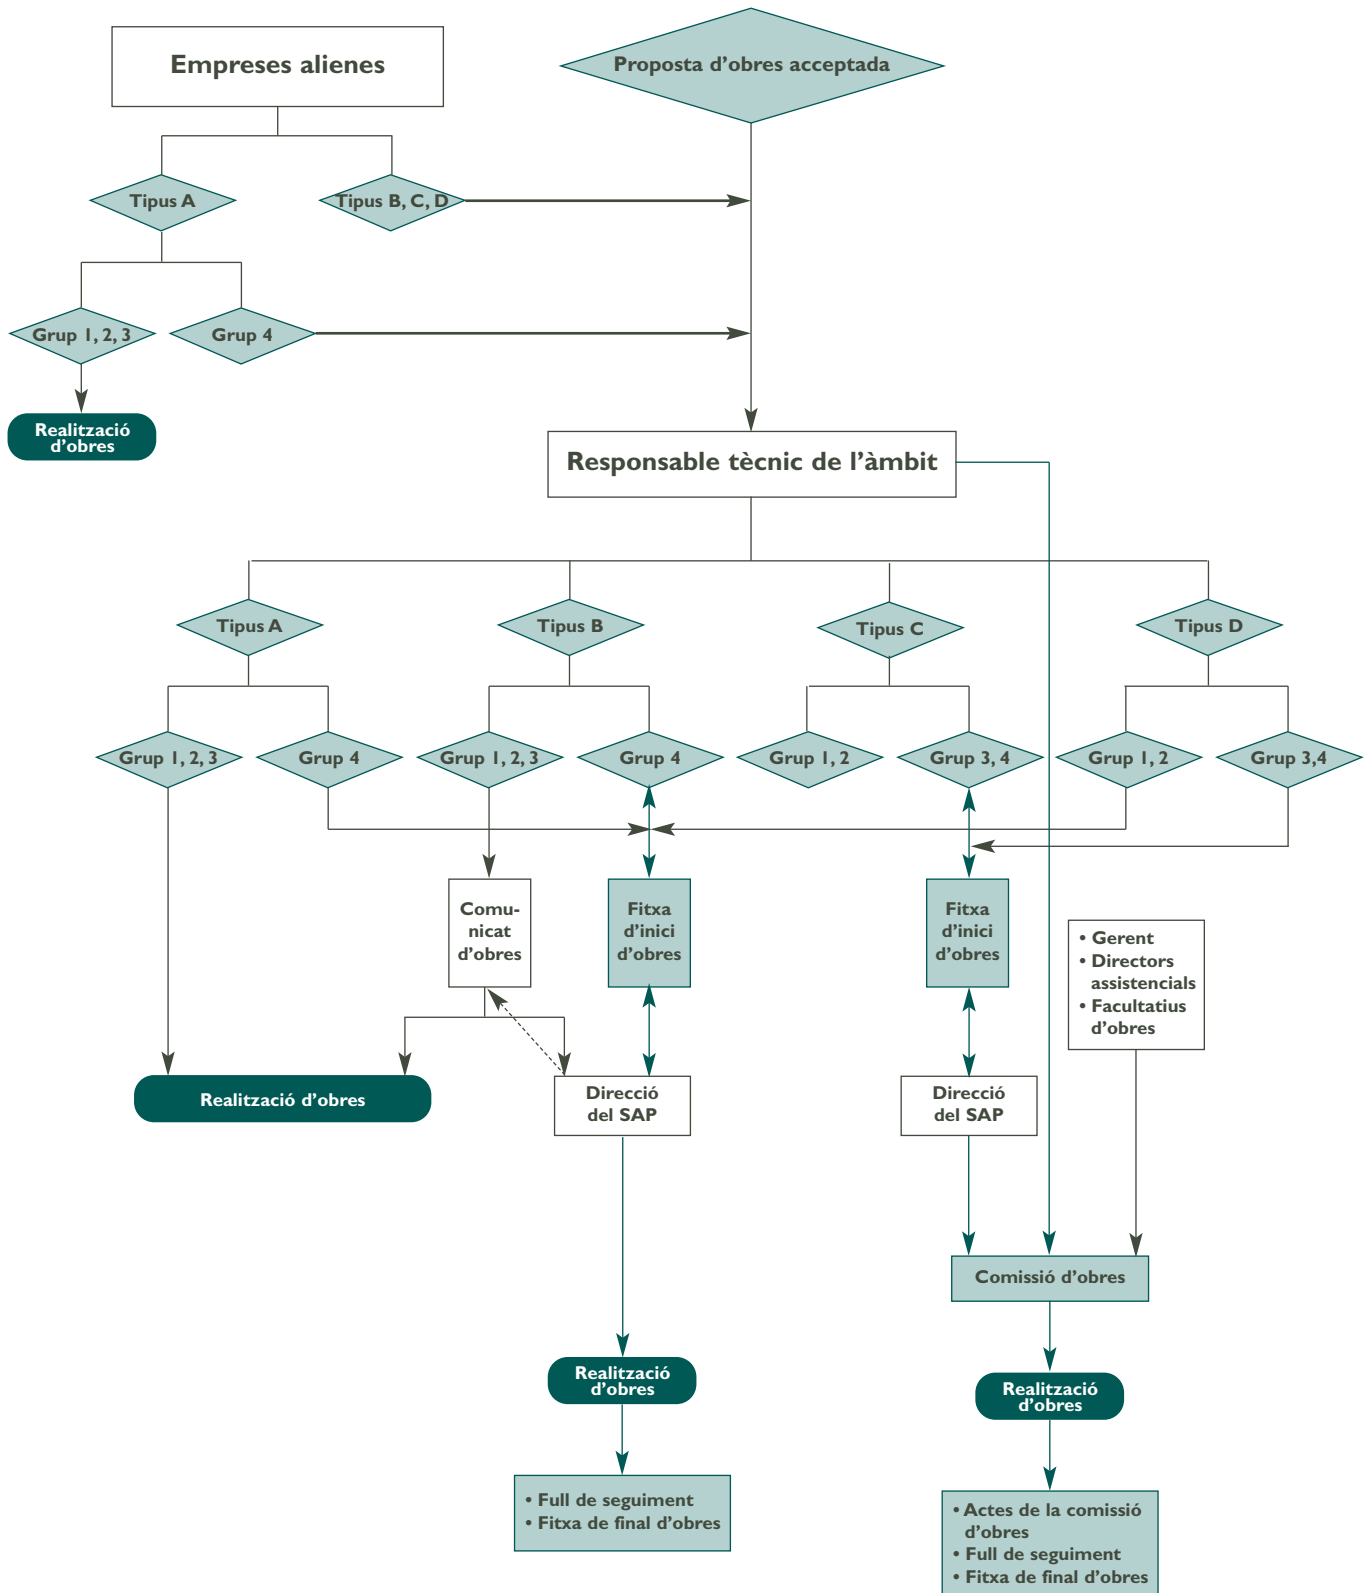 Empreses alienes
Proposta d’obres acceptada
Tipus A
Tipus B, C, D
Grup 1, 2, 3
Grup 4
Realització
d’obres
Responsable tècnic de l’àmbit
Tipus A
Tipus B
Tipus C
Tipus D
Grup 1, 2, 3
Grup 4
Grup 1, 2, 3
Grup 4
Grup 1, 2
Grup 3, 4
Grup 1, 2
Grup 3,4
Comu-
nicat
d’obres
Fitxa
d’inici
d’obres
Fitxa
d’inici
d’obres
• Gerent
• Directors
assistencials
• Facultatius
d’obres
Realització d’obres
Direcció
del SAP
Direcció
del SAP
Comissió d’obres
Realització
d’obres
Realització
d’obres
• Full de seguiment
• Fitxa de final d’obres
• Actes de la comissió
d’obres
• Full de seguiment
• Fitxa de final d’obres